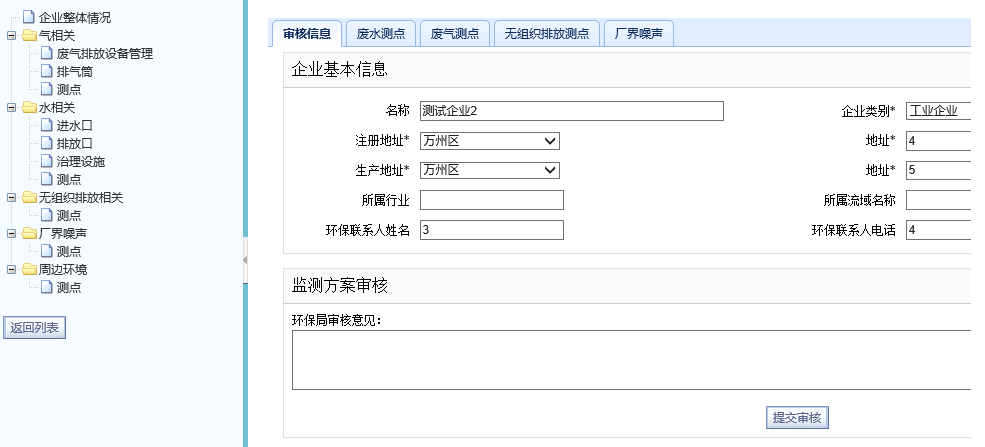 企业整体情况
气相关
废气排放设备管理
排气筒
测点
水相关
进水口
排放口
治理设施
测点
无组织排放相关
测点
厂界噪声
测点
周边环境
测点
返回列表
审核信息 废水测点 废气测点 无组织排放测点 厂界噪声
企业基本信息
名称 测试企业2 企业类别* 工业企业
注册地址* 万州区 地址* 4
生产地址* 万州区 地址* 5
所属行业 所属流域名称
环保联系人姓名 3 环保联系人电话 4
监测方案审核
环保局审核意见:
提交审核